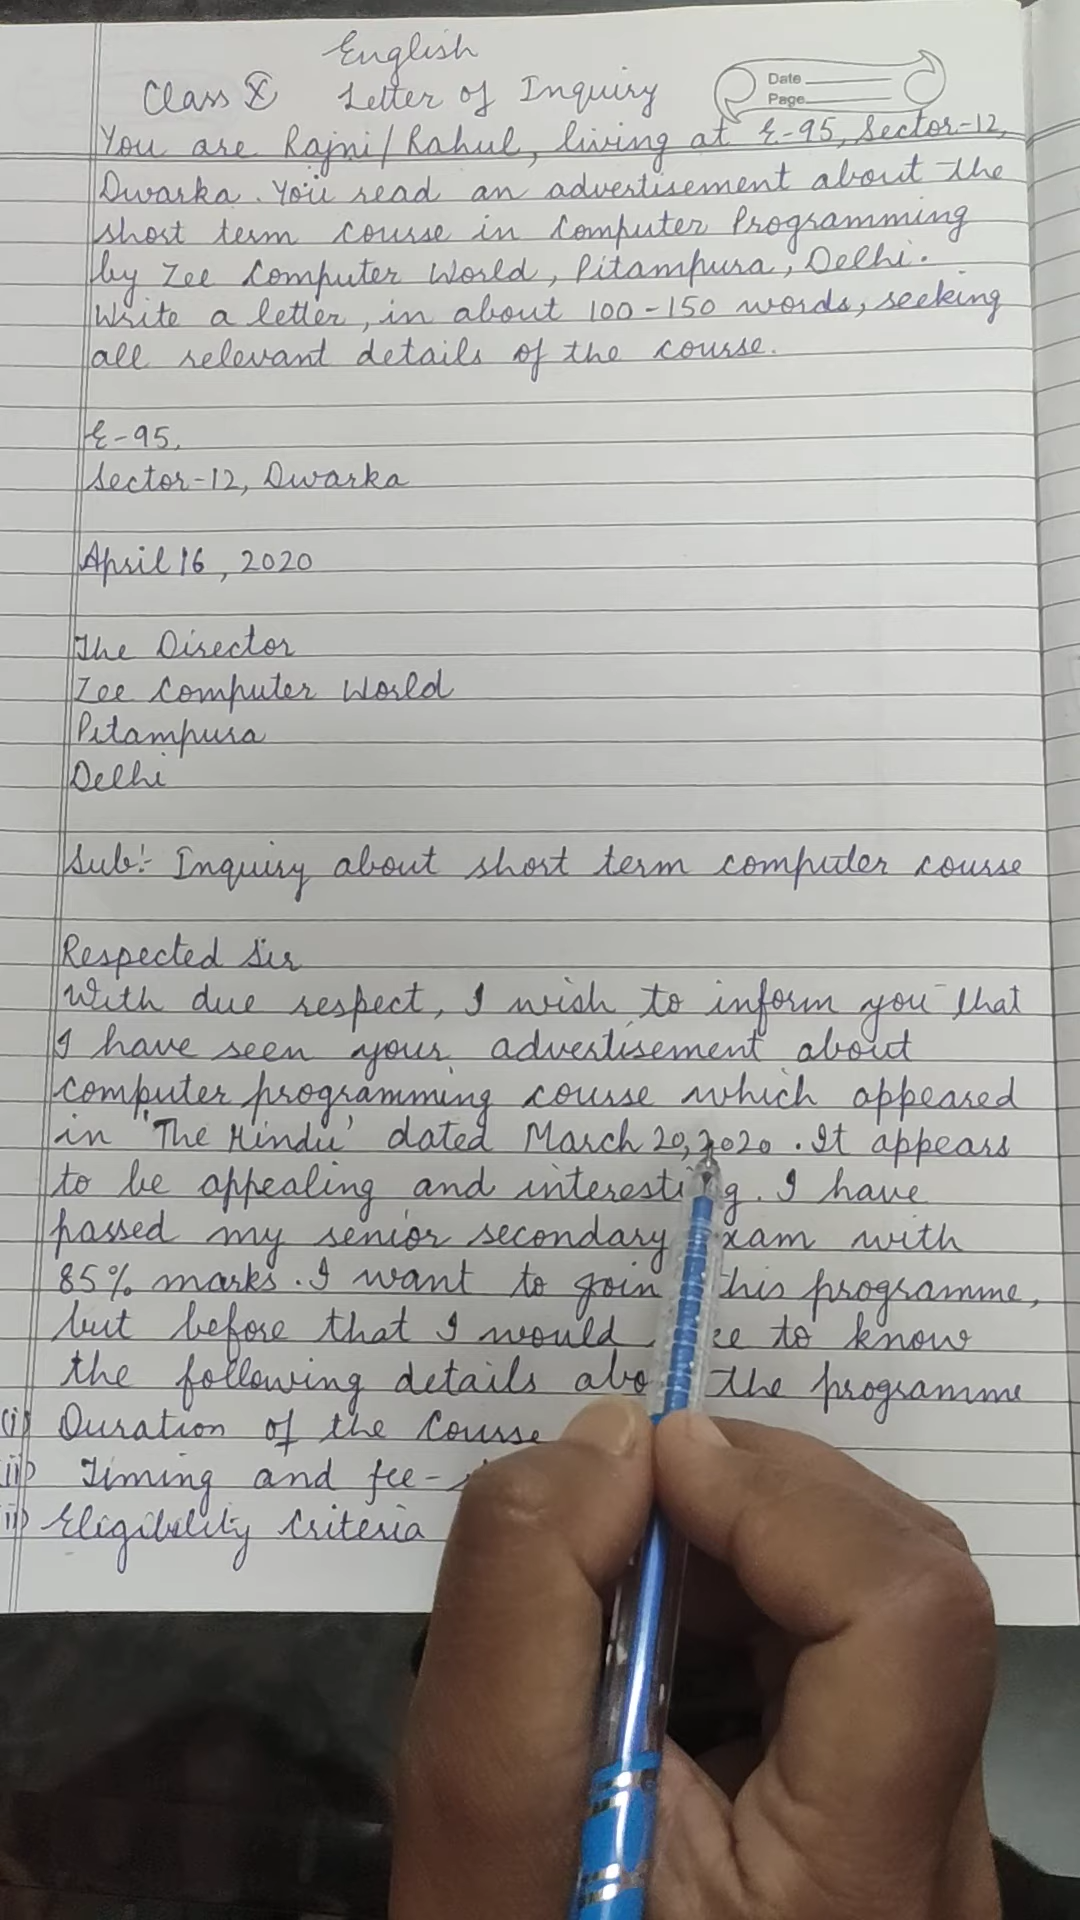 English
Class X Letter of Inquiry
Date
Page
You are Rajni/Rahul, living at E-95, Sector-12,
Dwarka. You read an advertisement about the
short term course in Computer Programming
by Zee Computer World, Pitampura, Delhi.
Write a letter, in about 100-150 words, seeking
all relevant details of the course.
E-95,
Sector-12, Dwarka
April 16, 2020
The Director
Zee Computer World
Pitampura
Delhi
Sub:- Inquiry about short term computer course
Respected Sir
With due respect, I wish to inform you that
I have seen your advertisement about
computer programming course which appeared
in 'The Hindu' dated March 20, 2020. It appears
to be appealing and interesting. I have
passed my senior secondary exam with
85% marks. I want to join this programme,
but before that I would to know
the following details about the programme
(i) Duration of the Course
(ii) Timing and fee-
Eligibility Criteria